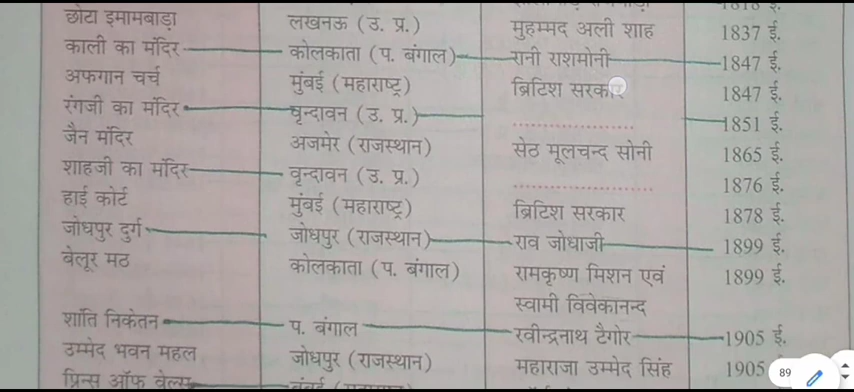 1818 ई.
छोटा इमामबाड़ा लखनऊ (उ. प्र.) मुहम्मद अली शाह 1837 ई.
काली का मंदिर कोलकाता (प. बंगाल) रानी राशमोनी 1847 ई.
अफगान चर्च मुंबई (महाराष्ट्र) ब्रिटिश सरकार 1847 ई.
रंगजी का मंदिर वृन्दावन (उ. प्र.) .................... 1851 ई.
जैन मंदिर अजमेर (राजस्थान) सेठ मूलचन्द सोनी 1865 ई.
शाहजी का मंदिर वृन्दावन (उ. प्र.) .................... 1876 ई.
हाई कोर्ट मुंबई (महाराष्ट्र) ब्रिटिश सरकार 1878 ई.
जोधपुर दुर्ग जोधपुर (राजस्थान) राव जोधाजी 1899 ई.
बेलूर मठ कोलकाता (प. बंगाल) रामकृष्ण मिशन एवं 1899 ई.
स्वामी विवेकानन्द
शांति निकेतन प. बंगाल रवीन्द्रनाथ टैगोर 1905 ई.
उम्मेद भवन महल जोधपुर (राजस्थान) महाराजा उम्मेद सिंह 1905
प्रिन्स ऑफ वेल्स
89